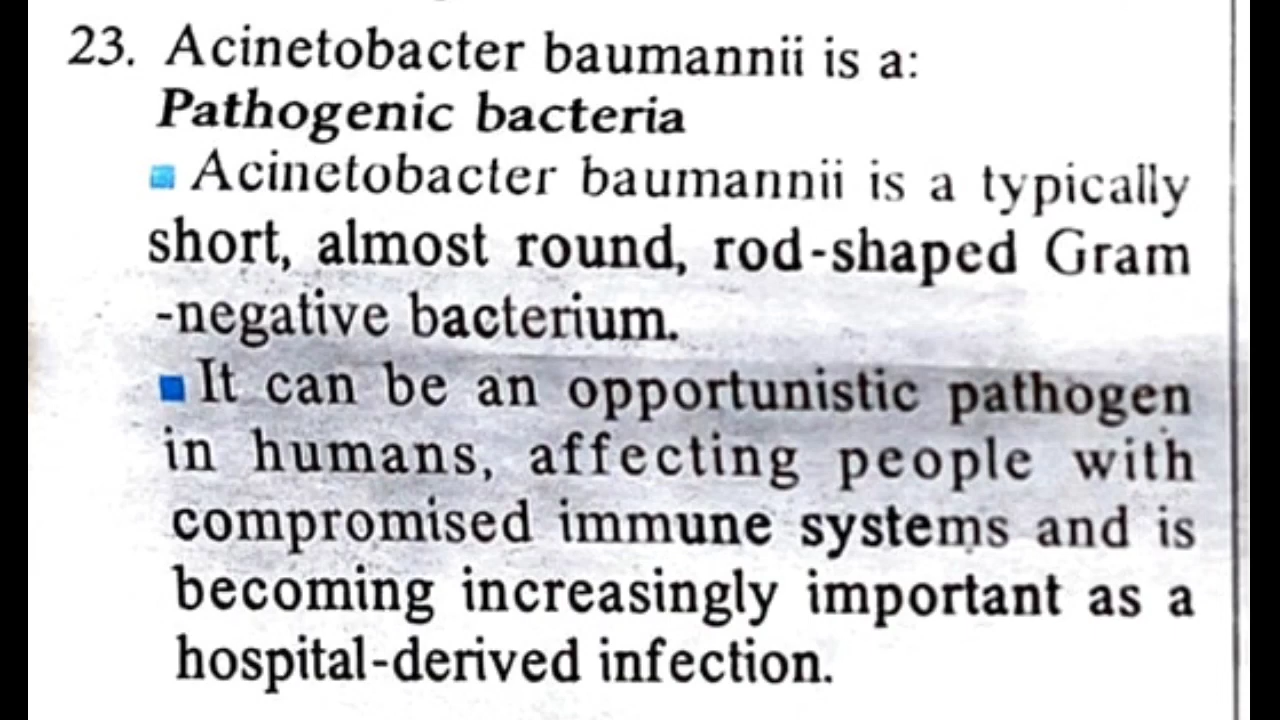 23. Acinetobacter baumannii is a:
Pathogenic bacteria
▪ Acinetobacter baumannii is a typically
short, almost round, rod-shaped Gram
-negative bacterium.
▪ It can be an opportunistic pathogen
in humans, affecting people with
compromised immune systems and is
becoming increasingly important as a
hospital-derived infection.